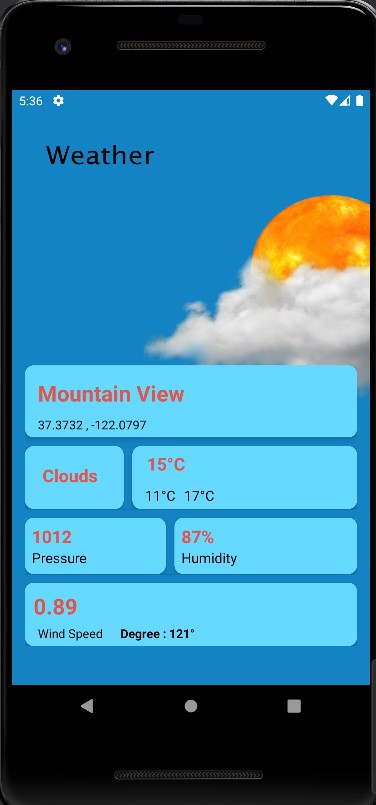 5:36
Weather
Mountain View
37.3732 , -122.0797
Clouds
15°C
11°C 17°C
1012
Pressure
87%
Humidity
0.89
Wind Speed Degree : 121°